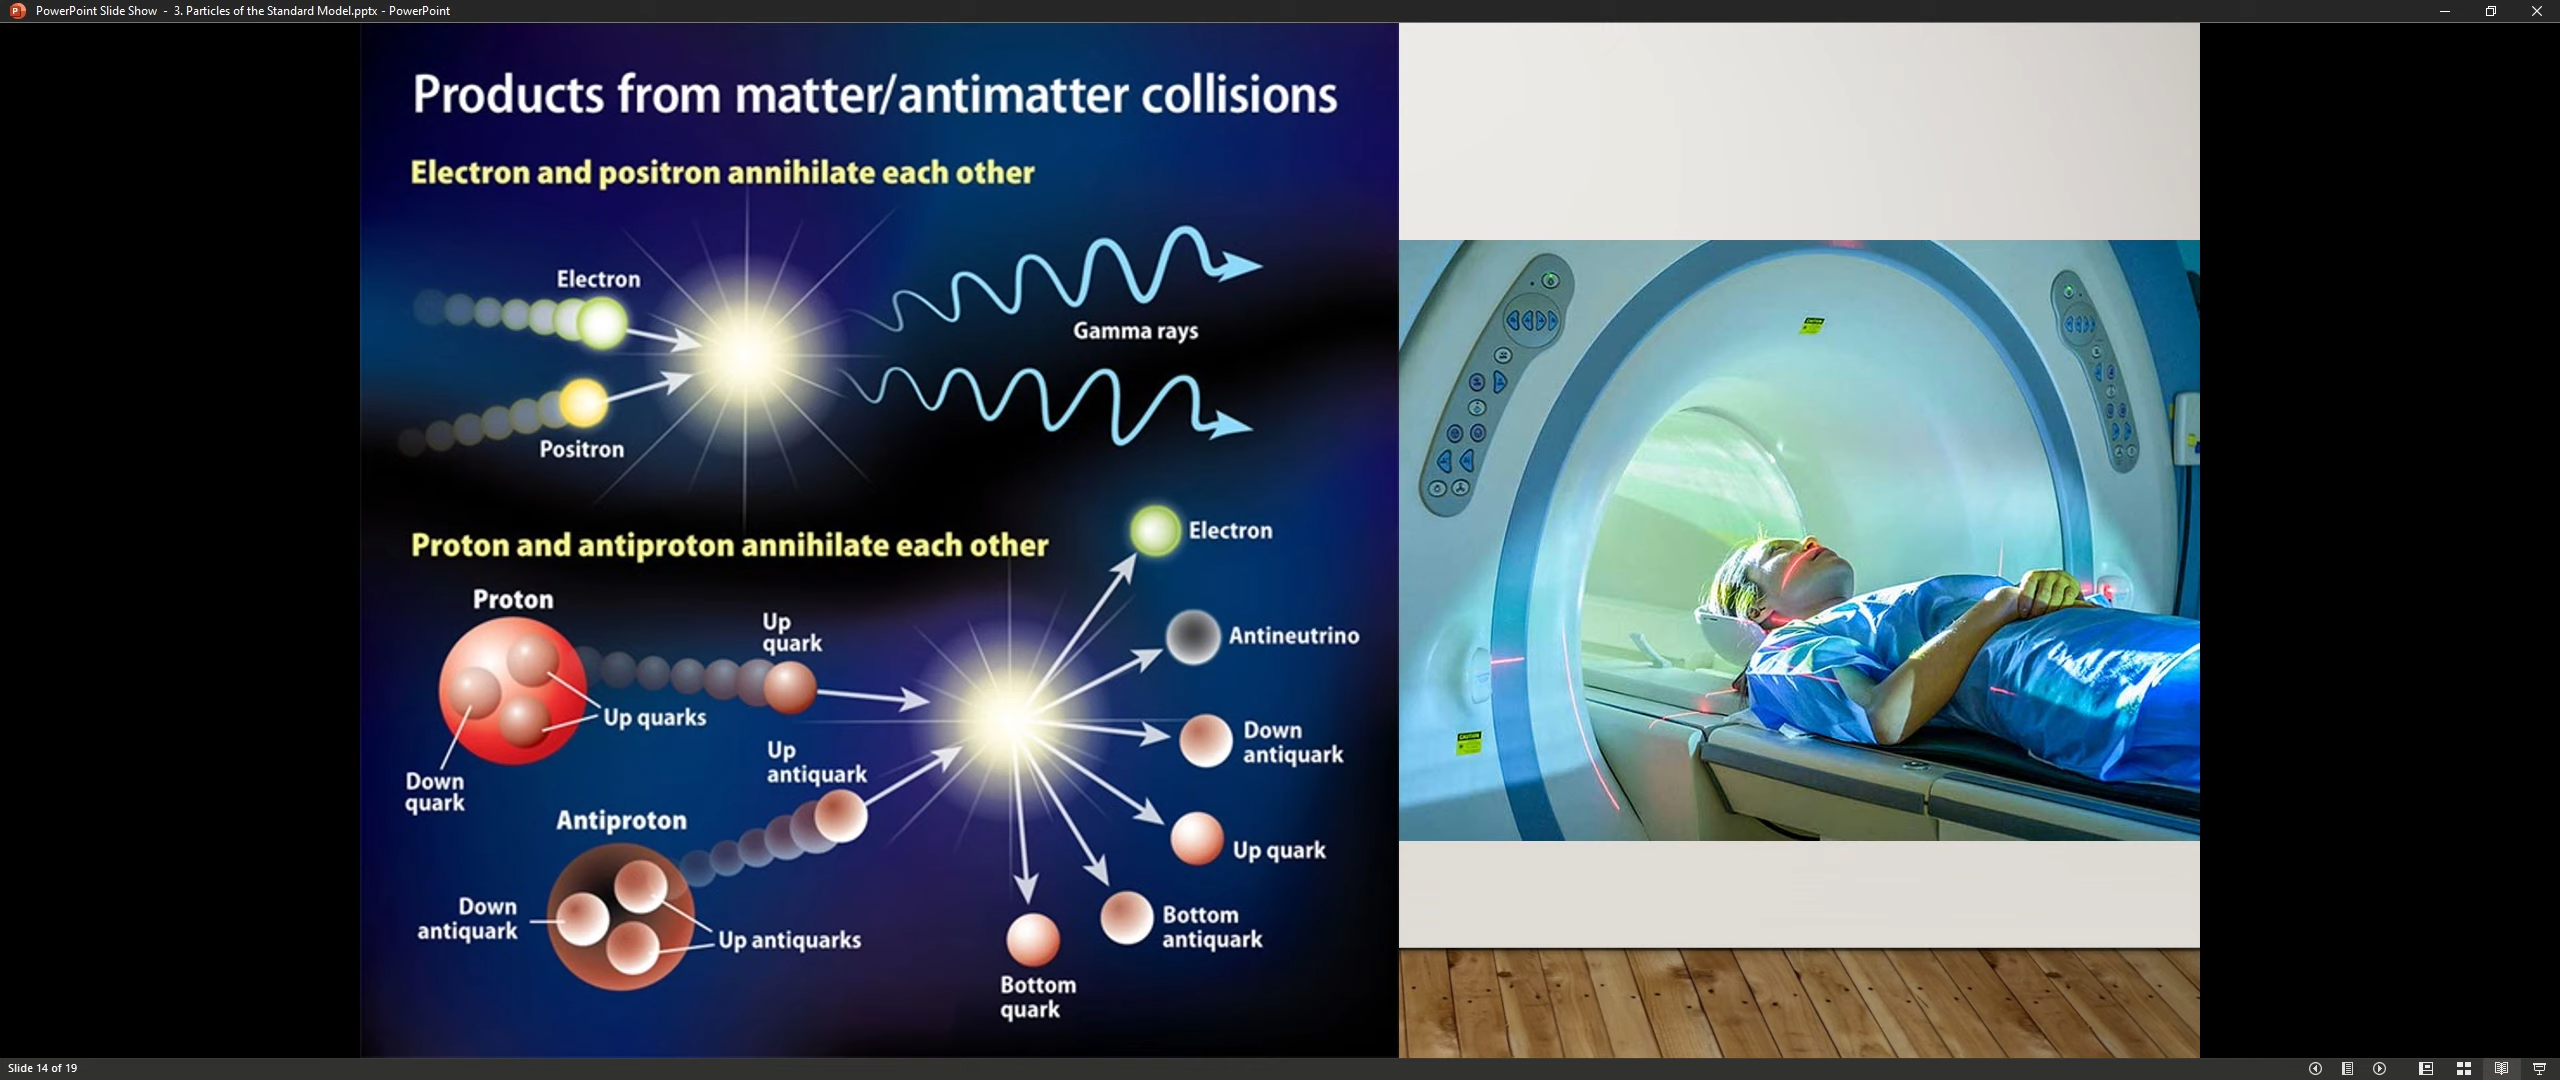 PowerPoint Slide Show - 3. Particles of the Standard Model.pptx - PowerPoint
Products from matter/antimatter collisions
Electron and positron annihilate each other
Electron
Gamma rays
Positron
Proton and antiproton annihilate each other
Electron
Proton
Up
quark
Antineutrino
Up quarks
Down
antiquark
Up
antiquark
Down
quark
Antiproton
Up quark
Down
antiquark
Up antiquarks
Bottom
antiquark
Bottom
quark
CAUTION
CAUTION
Slide 14 of 19